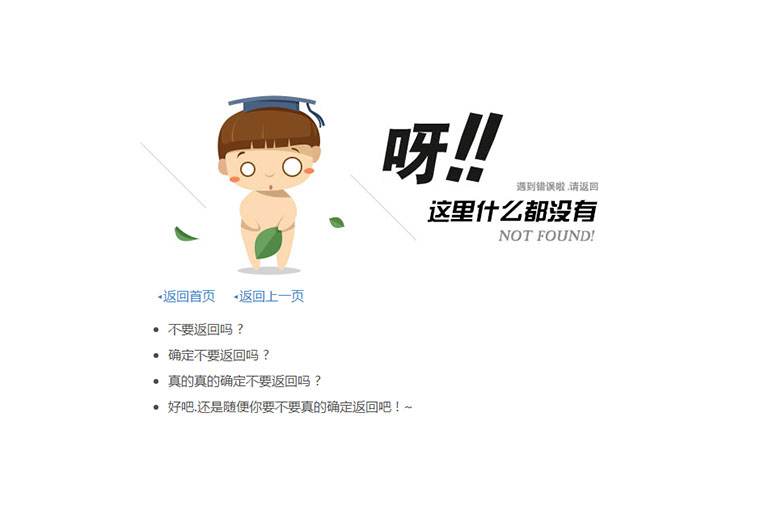 呀!!
遇到错误啦 .请返回
这里什么都没有
NOT FOUND!
◂返回首页 ◂返回上一页
• 不要返回吗？
• 确定不要返回吗？
• 真的真的确定不要返回吗？
• 好吧.还是随便你要不要真的确定返回吧！~